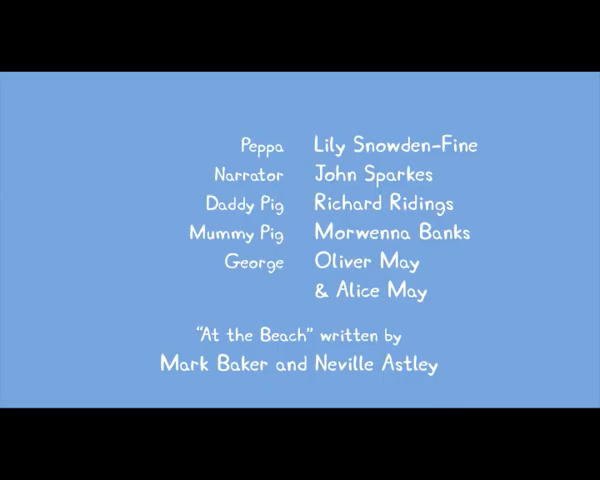 Peppa Lily Snowden-Fine
Narrator John Sparkes
Daddy Pig Richard Ridings
Mummy Pig Morwenna Banks
George Oliver May
& Alice May
"At the Beach" written by
Mark Baker and Neville Astley